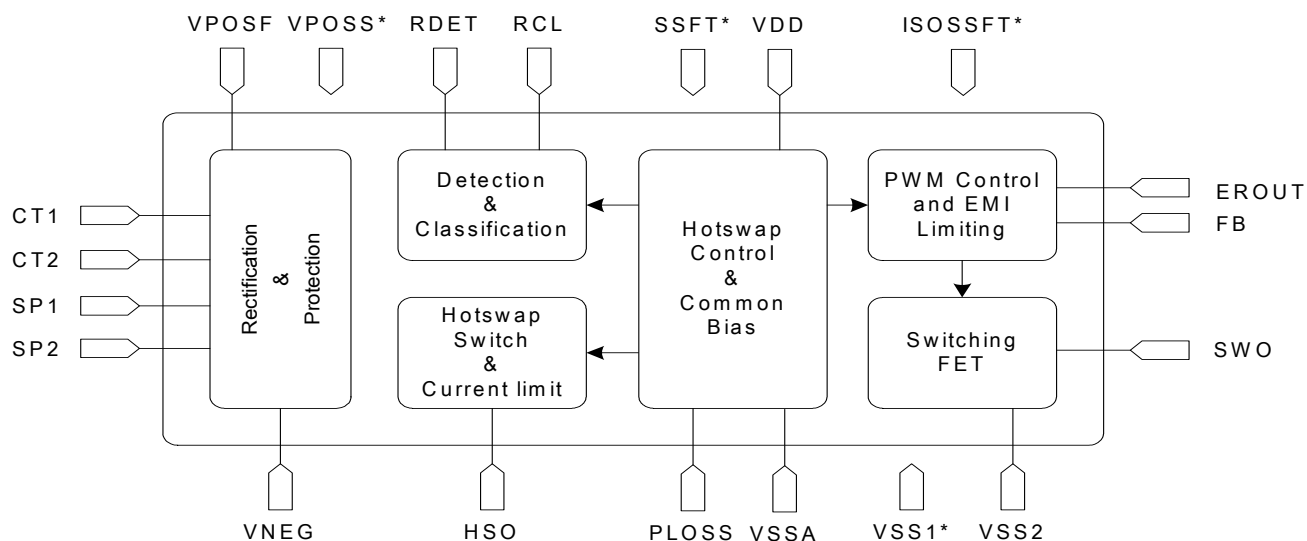 VPOSF VPOSS* RDET RCL SSFT* VDD ISOSSFT*
CT1
CT2
SP1
SP2
Rectification
&
Protection
Detection
&
Classification
Hotswap
Switch
&
Current limit
Hotswap
Control
&
Common
Bias
PWM Control
and EMI
Limiting
Switching
FET
EROUT
FB
SWO
VNEG HSO PLOSS VSSA VSS1* VSS2